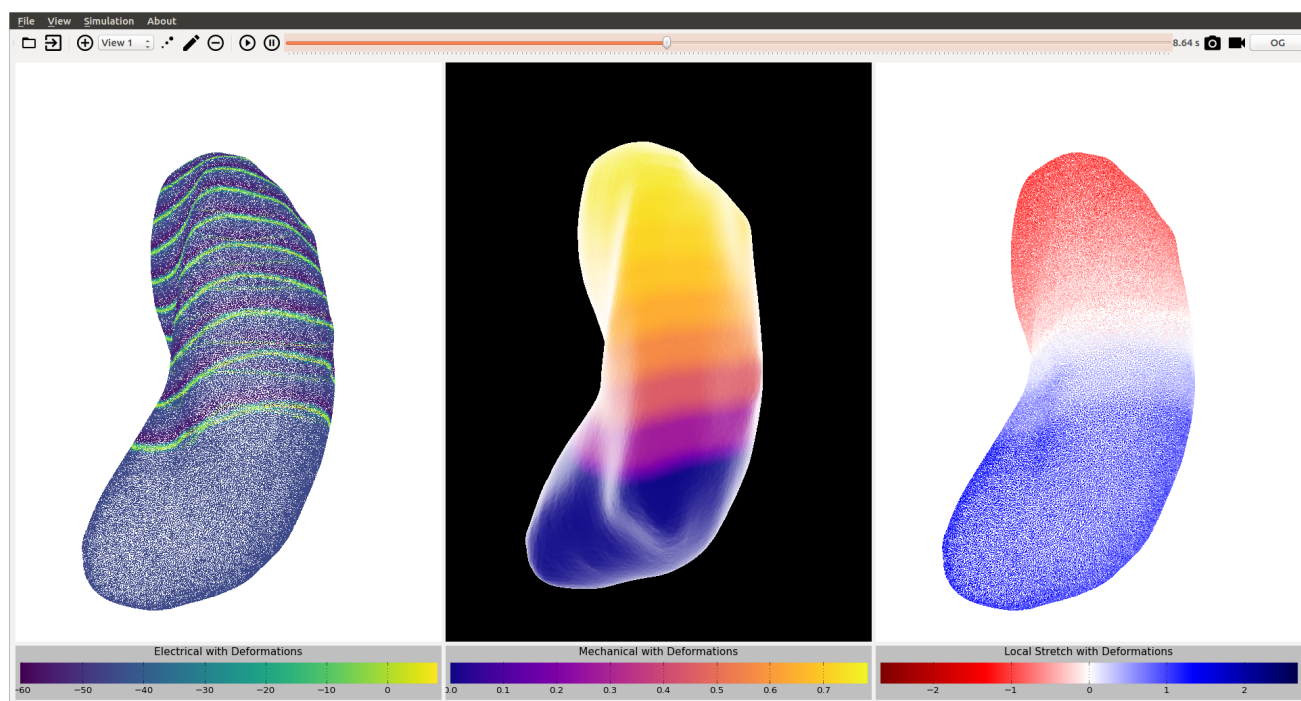 File View Simulation About
View 1 8.64 s OG
Electrical with Deformations Mechanical with Deformations Local Stretch with Deformations
−60 −50 −40 −30 −20 −10 0 0.0 0.1 0.2 0.3 0.4 0.5 0.6 0.7 −2 −1 0 1 2